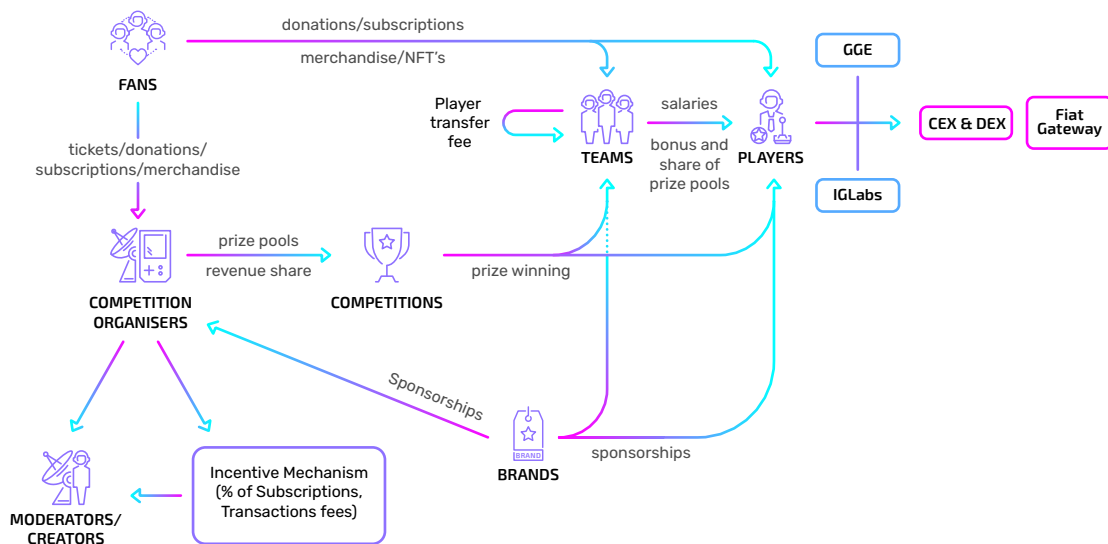 donations/subscriptions
merchandise/NFT's
FANS
GGE
Player
transfer
fee
TEAMS
salaries
bonus and
share of
prize pools
PLAYERS
CEX & DEX
Fiat
Gateway
IGLabs
tickets/donations/
subscriptions/merchandise
prize pools
revenue share
COMPETITION
ORGANISERS
COMPETITIONS
prize winning
Sponsorships
BRAND
BRANDS
sponsorships
Incentive Mechanism
(% of Subscriptions,
Transactions fees)
MODERATORS/
CREATORS